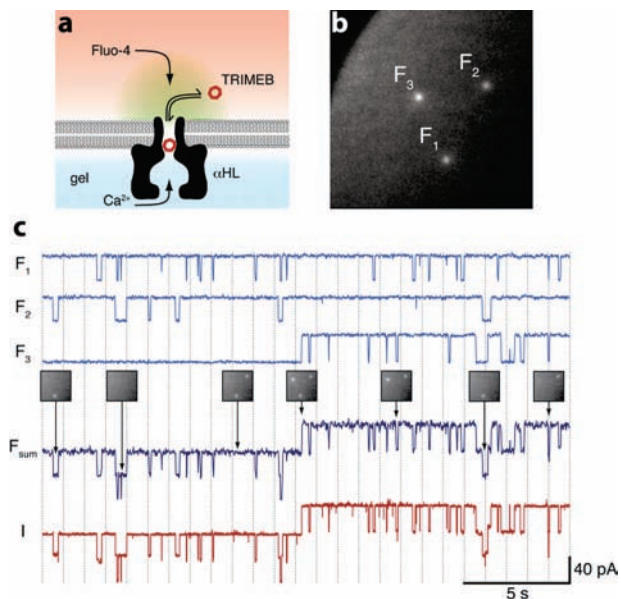 a
Fluo-4
TRIMEB
gel
αHL
Ca²⁺
b
F₃
F₂
F₁
c
F₁
F₂
F₃
Fsum
I
40 pA
5 s